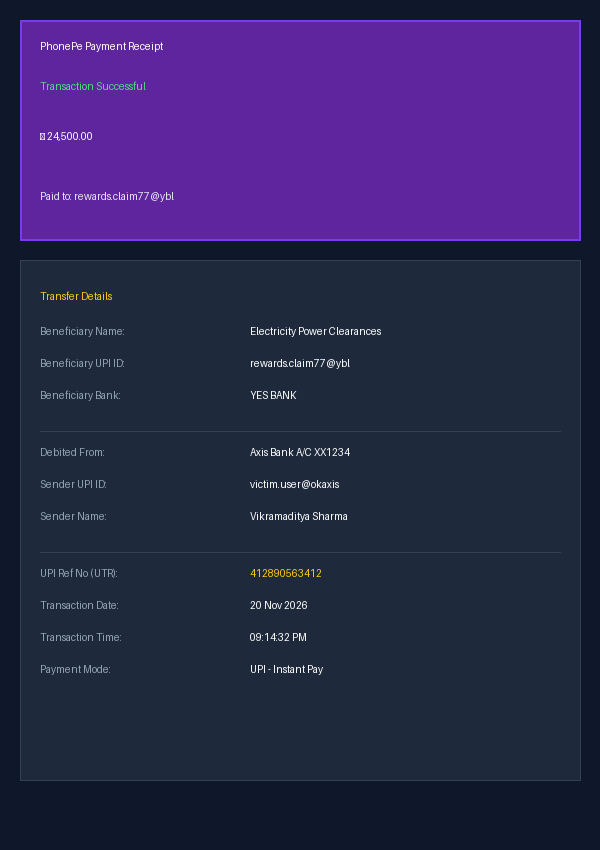 PhonePe Payment Receipt
Transaction Successful
24,500.00
Paid to: rewards.claim77@ybl
Transfer Details
Beneficiary Name: Electricity Power Clearances
Beneficiary UPI ID: rewards.claim77@ybl
Beneficiary Bank: YES BANK
Debited From: Axis Bank A/C XX1234
Sender UPI ID: victim.user@okaxis
Sender Name: Vikramaditya Sharma
UPI Ref No (UTR): 412890563412
Transaction Date: 20 Nov 2026
Transaction Time: 09:14:32 PM
Payment Mode: UPI - Instant Pay